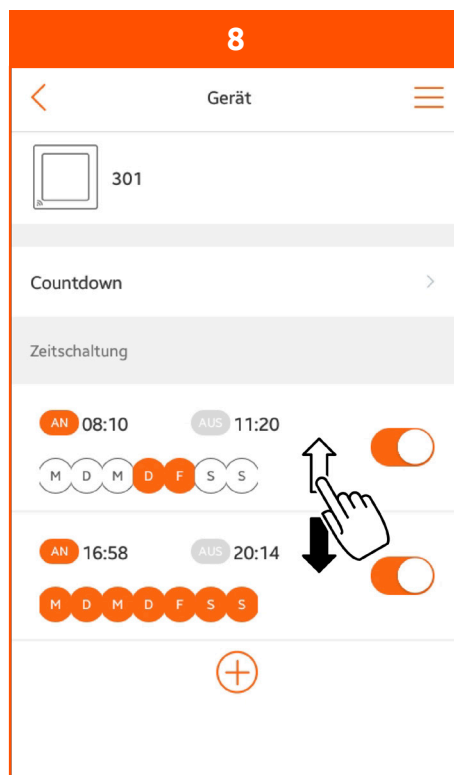 8
Gerät
301
Countdown
Zeitschaltung
AN 08:10 AUS 11:20
M D M D F S S
AN 16:58 AUS 20:14
M D M D F S S